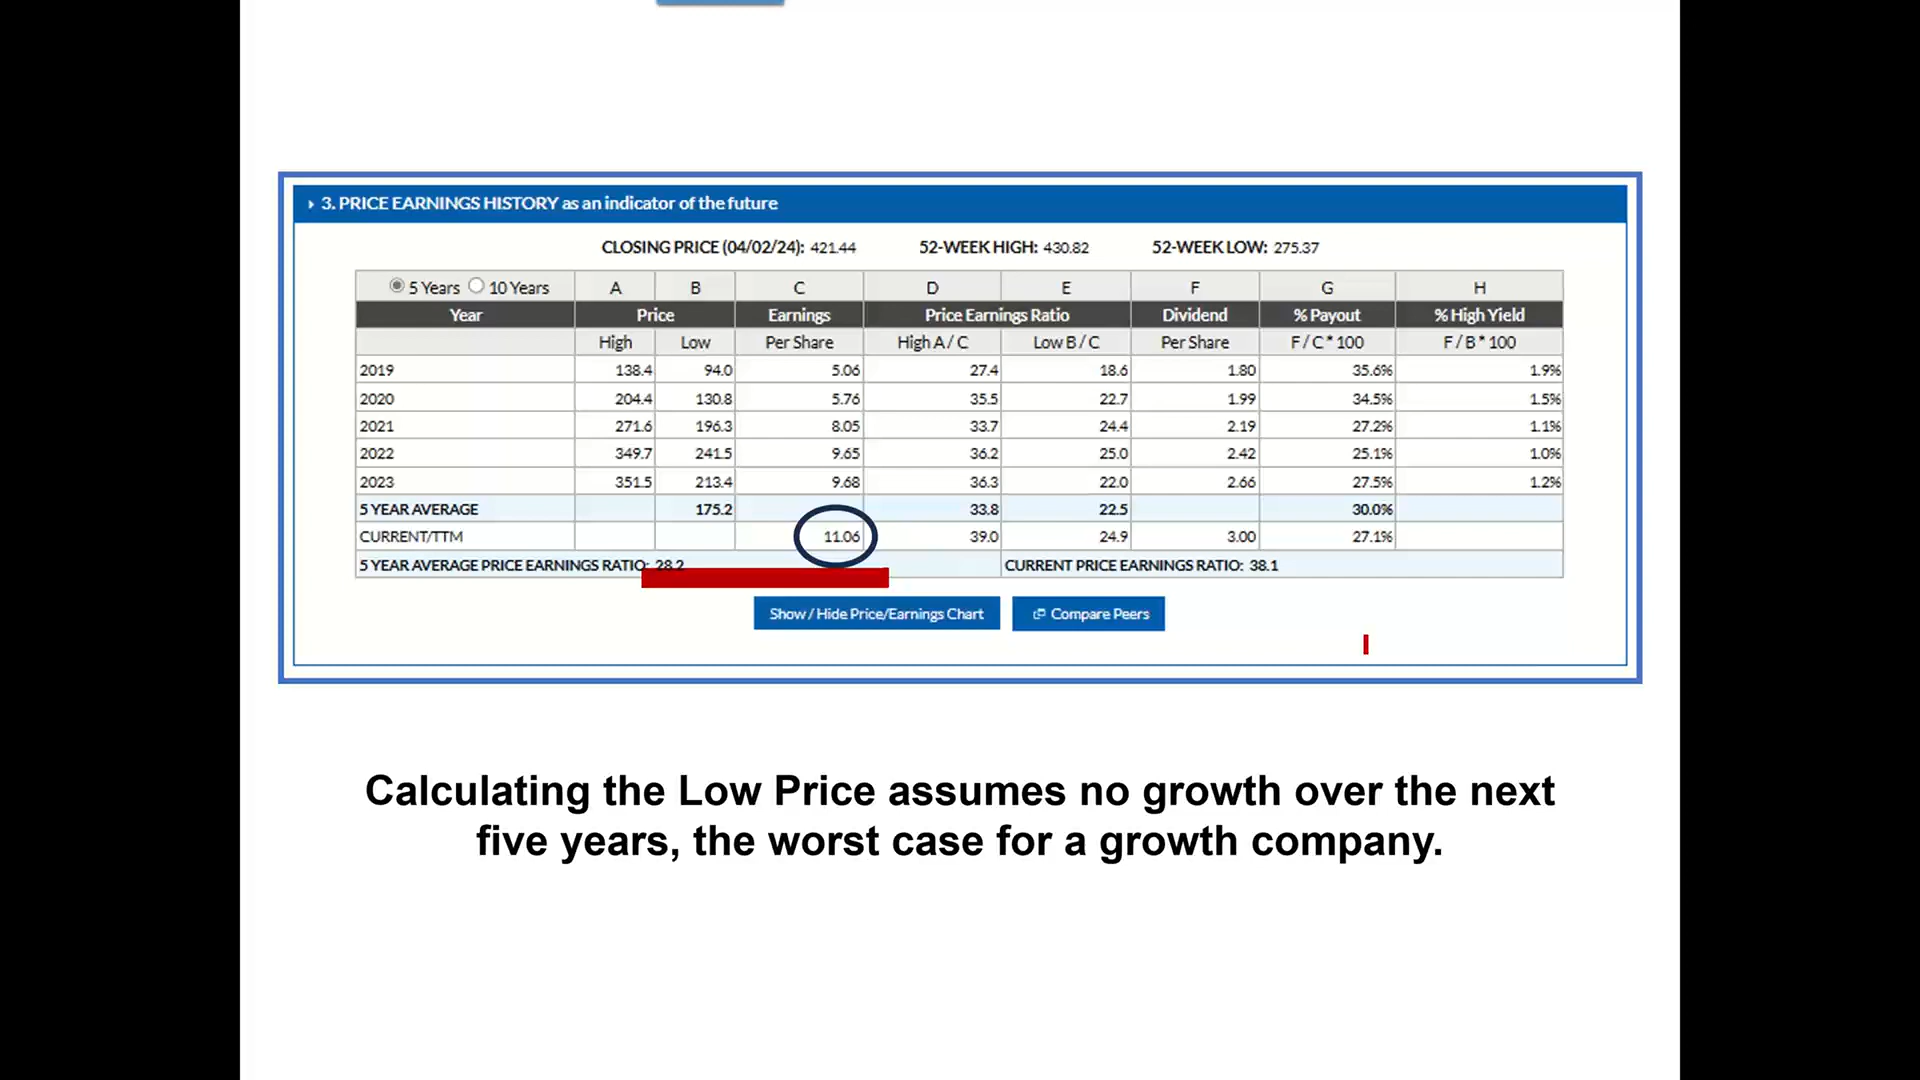 3. PRICE EARNINGS HISTORY as an indicator of the future
CLOSING PRICE (04/02/24): 421.44 52-WEEK HIGH: 430.82 52-WEEK LOW: 275.37
5 Years 10 Years A B C D E F G H
Year Price Earnings Price Earnings Ratio Dividend % Payout % High Yield
High Low Per Share High A / C Low B / C Per Share F / C * 100 F / B * 100
2019 138.4 94.0 5.06 27.4 18.6 1.80 35.6% 1.9%
2020 204.4 130.8 5.76 35.5 22.7 1.99 34.5% 1.5%
2021 271.6 196.3 8.05 33.7 24.4 2.19 27.2% 1.1%
2022 349.7 241.5 9.65 36.2 25.0 2.42 25.1% 1.0%
2023 351.5 213.4 9.68 36.3 22.0 2.66 27.5% 1.2%
5 YEAR AVERAGE 175.2 33.8 22.5 30.0%
CURRENT/TTM 11.06 39.0 24.9 3.00 27.1%
5 YEAR AVERAGE PRICE EARNINGS RATIO: 28.2 CURRENT PRICE EARNINGS RATIO: 38.1
Show / Hide Price/Earnings Chart Compare Peers
Calculating the Low Price assumes no growth over the next
five years, the worst case for a growth company.